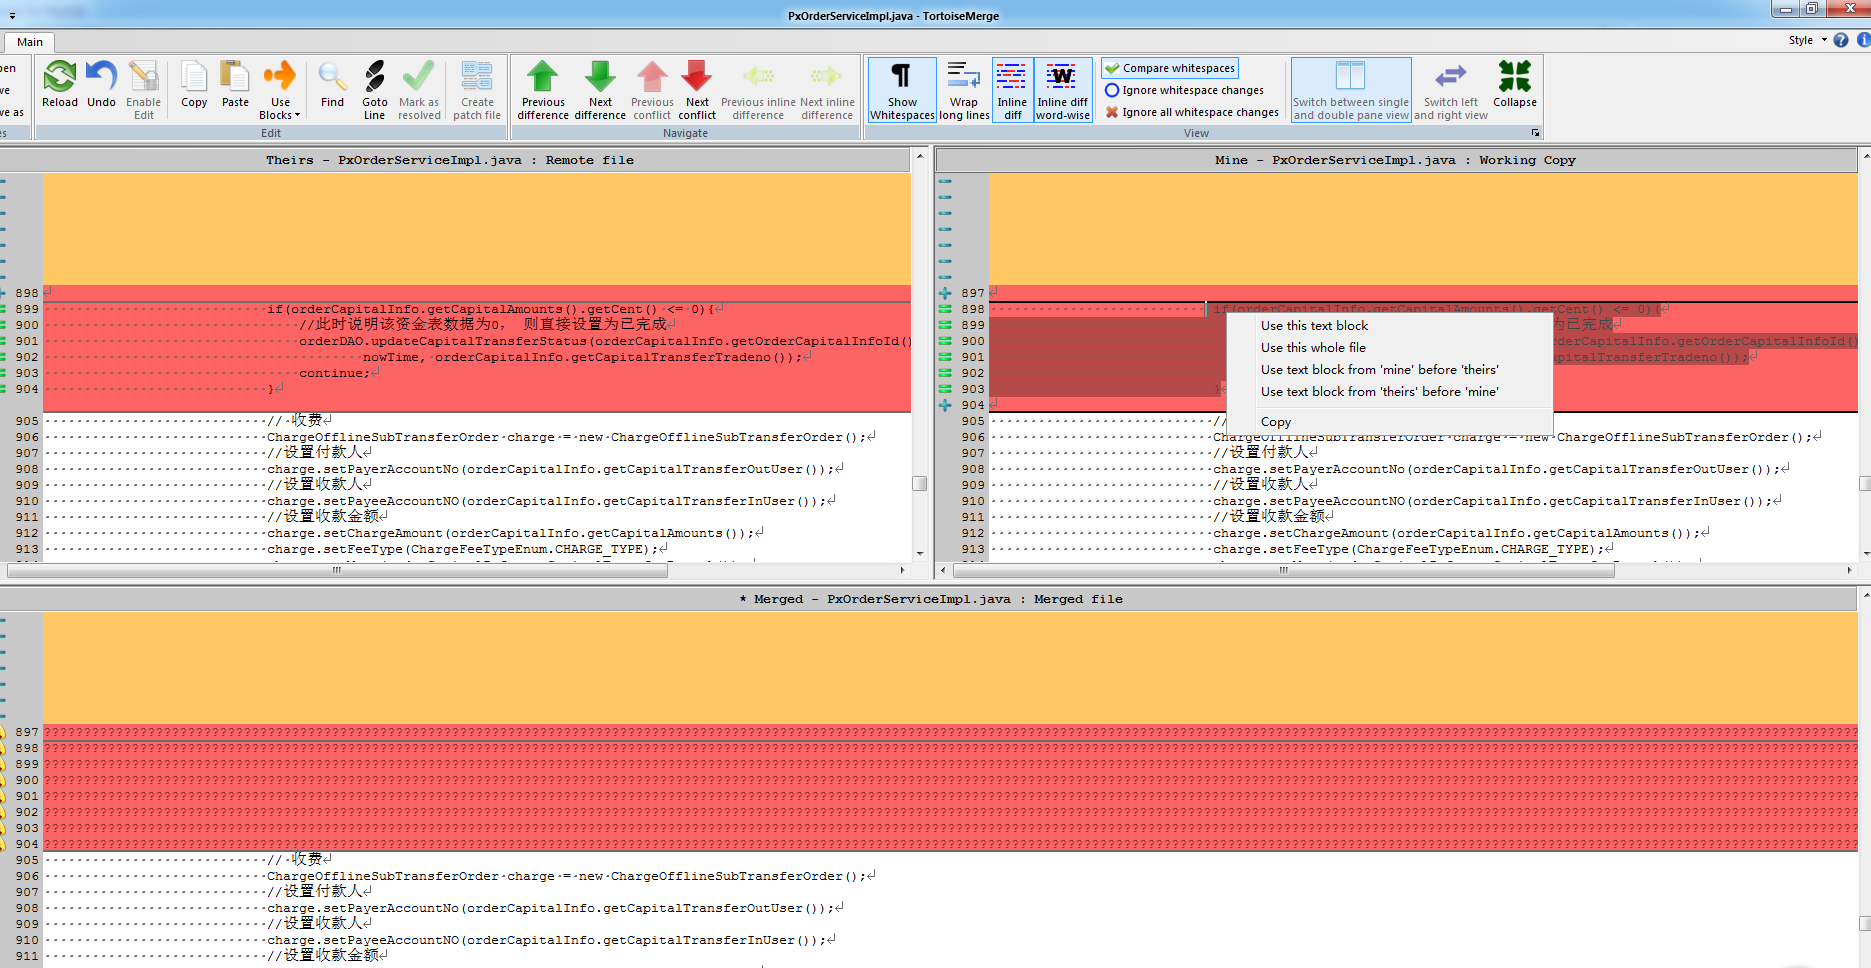 PxOrderServiceImpl.java - TortoiseMerge
Main
Style
Reload
Undo
Enable Edit
Copy
Paste
Use Blocks
Find
Goto Line
Mark as resolved
Create patch file
Previous difference
Next difference
Previous conflict
Next conflict
Previous inline difference
Next inline difference
Show Whitespaces
Wrap long lines
Inline diff
Inline diff word-wise
Compare whitespaces
Ignore whitespace changes
Ignore all whitespace changes
Switch between single and double pane view
Switch left and right view
Collapse
Edit
Navigate
View
Theirs - PxOrderServiceImpl.java : Remote file
898
899 if(orderCapitalInfo.getCapitalAmounts().getCent() <= 0){
900 //此时说明该资金表数据为0， 则直接设置为已完成
901 orderDAO.updateCapitalTransferStatus(orderCapitalInfo.getOrderCapitalInfoId()
902 nowTime, orderCapitalInfo.getCapitalTransferTradeno());
903 continue;
904 }
905 // 收费
906 ChargeOfflineSubTransferOrder charge = new ChargeOfflineSubTransferOrder();
907 //设置付款人
908 charge.setPayerAccountNo(orderCapitalInfo.getCapitalTransferOutUser());
909 //设置收款人
910 charge.setPayeeAccountNO(orderCapitalInfo.getCapitalTransferInUser());
911 //设置收款金额
912 charge.setChargeAmount(orderCapitalInfo.getCapitalAmounts());
913 charge.setFeeType(ChargeFeeTypeEnum.CHARGE_TYPE);
Mine - PxOrderServiceImpl.java : Working Copy
897
898 if(orderCapitalInfo.getCapitalAmounts().getCent() <= 0){
899 为已完成
900 derCapitalInfo.getOrderCapitalInfoId()
901 apitalTransferTradeno());
902
903 }
904
905 //
906 ChargeOfflineSubTransferOrder charge = new ChargeOfflineSubTransferOrder();
907 //设置付款人
908 charge.setPayerAccountNo(orderCapitalInfo.getCapitalTransferOutUser());
909 //设置收款人
910 charge.setPayeeAccountNO(orderCapitalInfo.getCapitalTransferInUser());
911 //设置收款金额
912 charge.setChargeAmount(orderCapitalInfo.getCapitalAmounts());
913 charge.setFeeType(ChargeFeeTypeEnum.CHARGE_TYPE);
Use this text block
Use this whole file
Use text block from 'mine' before 'theirs'
Use text block from 'theirs' before 'mine'
Copy
* Merged - PxOrderServiceImpl.java : Merged file
897
898
899
900
901
902
903
904
905 // 收费
906 ChargeOfflineSubTransferOrder charge = new ChargeOfflineSubTransferOrder();
907 //设置付款人
908 charge.setPayerAccountNo(orderCapitalInfo.getCapitalTransferOutUser());
909 //设置收款人
910 charge.setPayeeAccountNO(orderCapitalInfo.getCapitalTransferInUser());
911 //设置收款金额